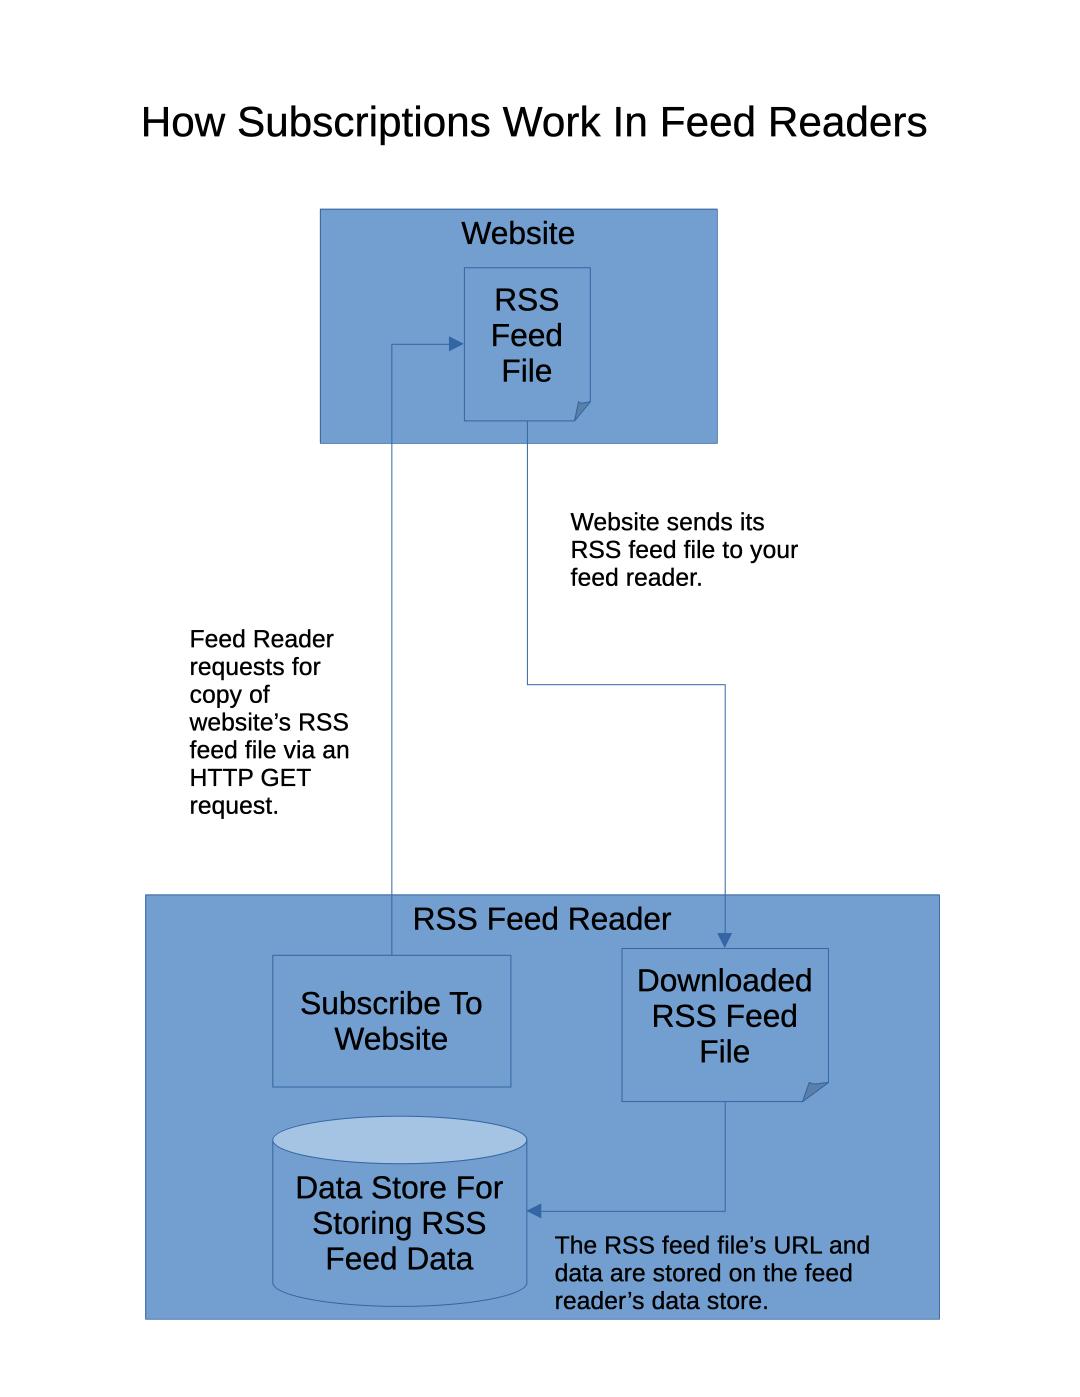 How Subscriptions Work In Feed Readers
Website
RSS
Feed
File
Website sends its
RSS feed file to your
feed reader.
Feed Reader
requests for
copy of
website’s RSS
feed file via an
HTTP GET
request.
RSS Feed Reader
Subscribe To
Website
Downloaded
RSS Feed
File
Data Store For
Storing RSS
Feed Data
The RSS feed file’s URL and
data are stored on the feed
reader’s data store.